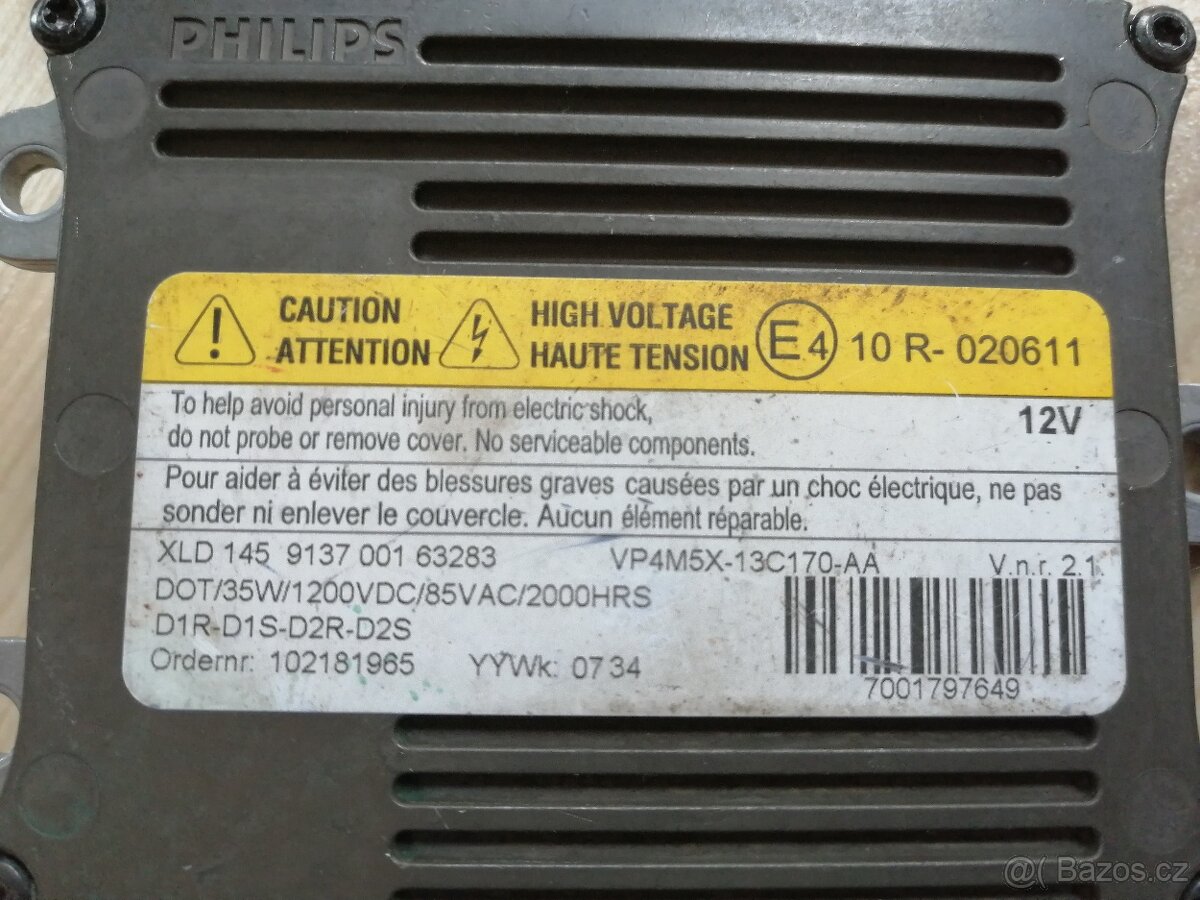 PHILIPS
CAUTION
ATTENTION
HIGH VOLTAGE
HAUTE TENSION
E4 10 R- 020611
To help avoid personal injury from electric shock,
do not probe or remove cover. No serviceable components.
12V
Pour aider à éviter des blessures graves causées par un choc électrique, ne pas
sonder ni enlever le couvercle. Aucun élément réparable.
XLD 145 9137 001 63283 VP4M5X-13C170-AA V.n.r. 2.1
DOT/35W/1200VDC/85VAC/2000HRS
D1R-D1S-D2R-D2S
Ordernr: 102181965 YYWk: 0734
7001797649
@( Bazos.cz